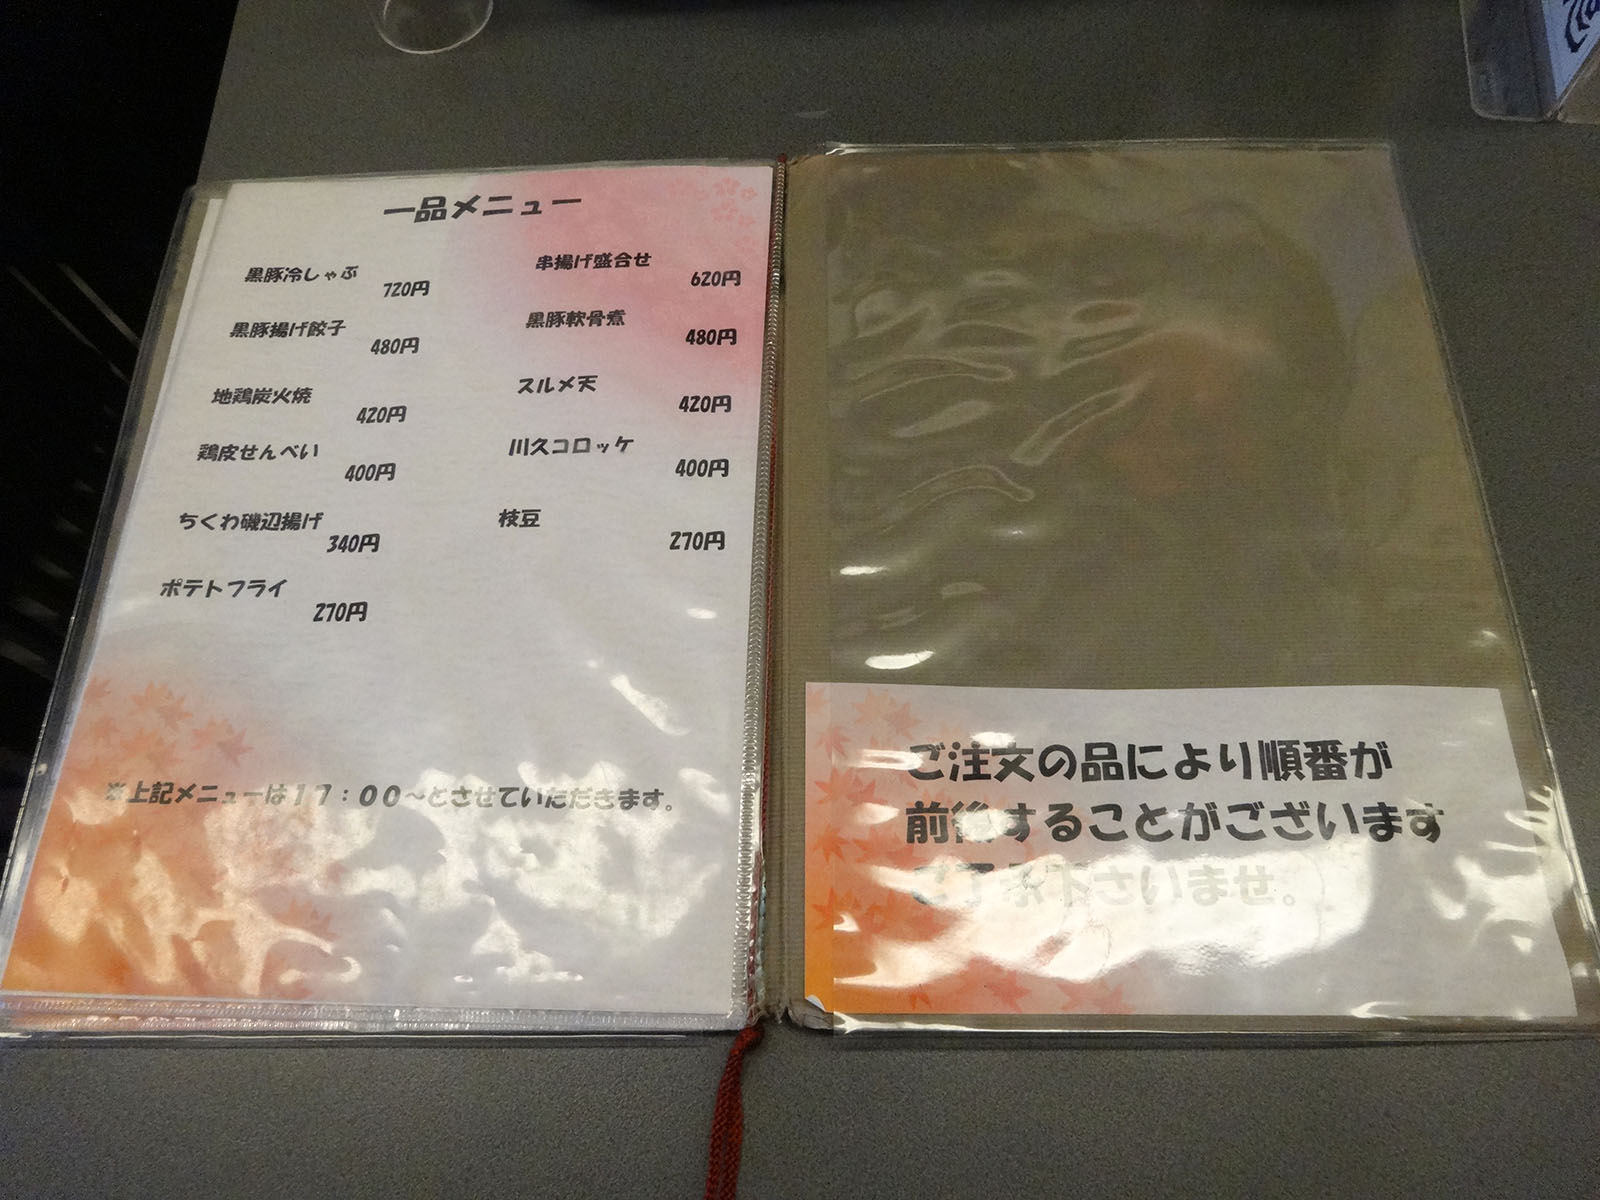 一品メニュー
黒豚冷しゃぶ
720円
黒豚揚げ餃子
480円
地鶏炭火焼
420円
鶏皮せんべい
400円
ちくわ磯辺揚げ
340円
ポテトフライ
270円
串揚げ盛合せ
620円
黒豚軟骨煮
480円
スルメ天
420円
川久コロッケ
400円
枝豆
270円
※上記メニューは17：00～とさせていただきます。
ご注文の品により順番が
前後することがございます
ご了承下さいませ。